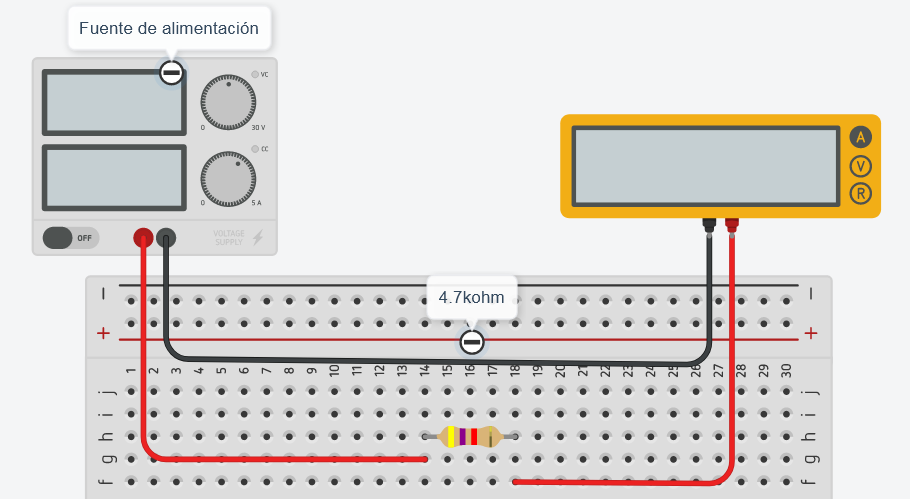 Fuente de alimentación
VC
0 30 V
CC
0 5 A
OFF
VOLTAGE
SUPPLY
A
V
R
4.7kohm
− −
+ +
1 2 3 4 5 6 7 8 9 10 11 12 13 14 15 16 17 18 19 20 21 22 23 24 25 26 27 28 29 30
j j
i i
h h
g g
f f